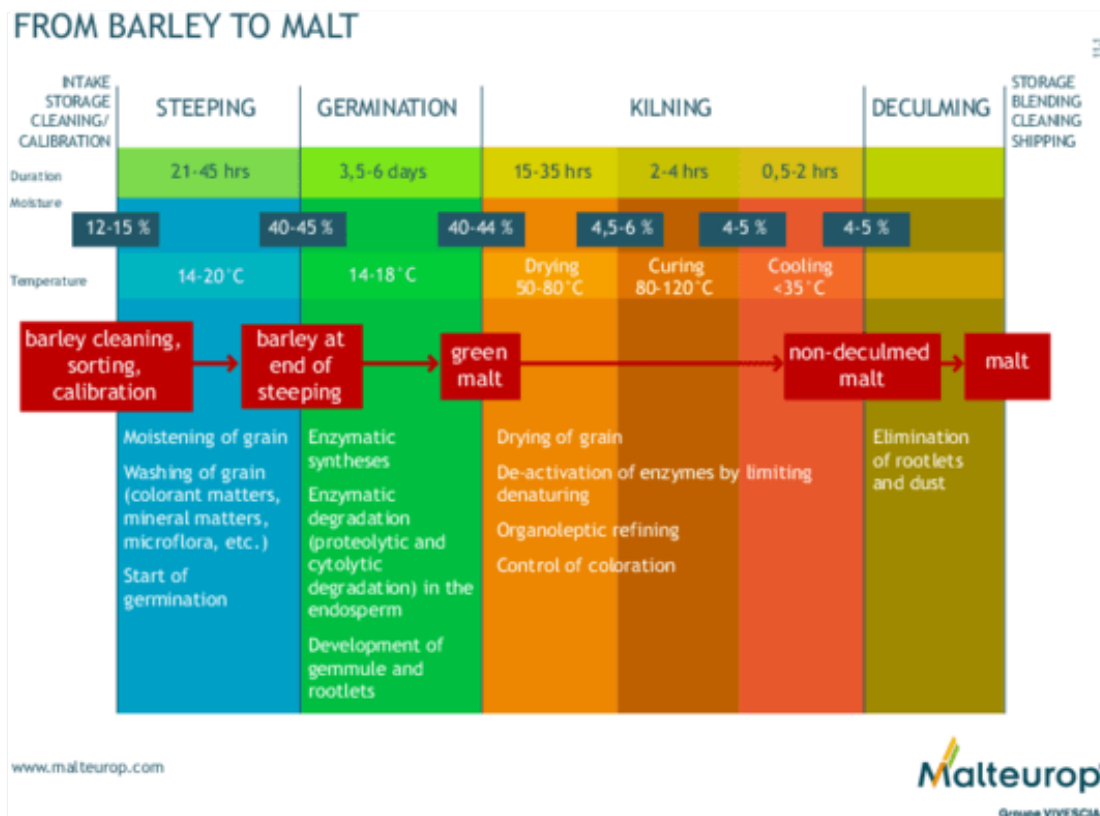 FROM BARLEY TO MALT
INTAKE
STORAGE
CLEANING/
CALIBRATION
STEEPING
GERMINATION
KILNING
DECULMING
STORAGE
BLENDING
CLEANING
SHIPPING
Duration
21-45 hrs
3,5-6 days
15-35 hrs
2-4 hrs
0,5-2 hrs
Moisture
12-15 %
40-45 %
40-44 %
4,5-6 %
4-5 %
4-5 %
Temperature
14-20°C
14-18°C
Drying
50-80°C
Curing
80-120°C
Cooling
<35°C
barley cleaning,
sorting,
calibration
barley at
end of
steeping
green
malt
non-deculmed
malt
malt
Moistening of grain
Washing of grain
(colorant matters,
mineral matters,
microflora, etc.)
Start of
germination
Enzymatic
syntheses
Enzymatic
degradation
(proteolytic and
cytolytic
degradation) in the
endosperm
Development of
gemmule and
rootlets
Drying of grain
De-activation of enzymes by limiting
denaturing
Organoleptic refining
Control of coloration
Elimination
of rootlets
and dust
www.malteurop.com
Malteurop
Groupe VIVESCIA